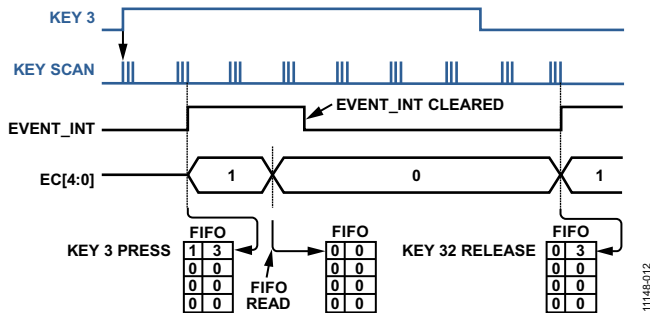 KEY 3
KEY SCAN
EVENT_INT CLEARED
EVENT_INT
EC[4:0]
1
0
1
FIFO
FIFO
FIFO
KEY 3 PRESS
1 3
0 0
0 0
0 0
FIFO
READ
0 0
0 0
0 0
0 0
KEY 32 RELEASE
0 3
0 0
0 0
0 0
11148-012